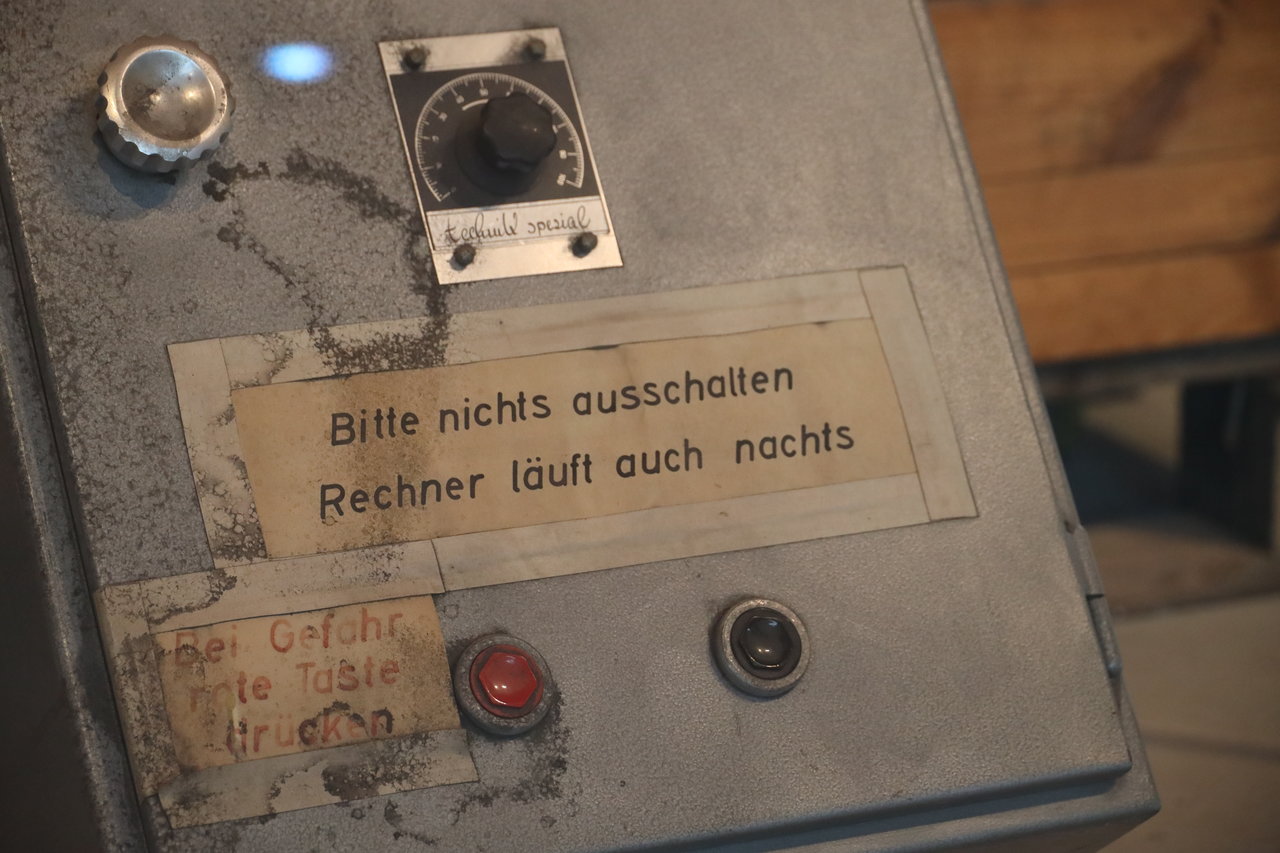 technik spezial
Bitte nichts ausschalten
Rechner läuft auch nachts
Bei Gefahr
rote Taste
drücken